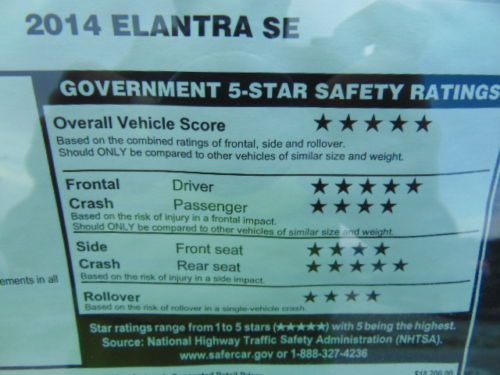 2014 ELANTRA SE
GOVERNMENT 5-STAR SAFETY RATINGS
Overall Vehicle Score ★★★★★
Based on the combined ratings of frontal, side and rollover.
Should ONLY be compared to other vehicles of similar size and weight.
Frontal Driver ★★★★★
Crash Passenger ★★★★
Based on the risk of injury in a frontal impact.
Should ONLY be compared to other vehicles of similar size and weight.
Side Front seat ★★★★
Crash Rear seat ★★★★★
Based on the risk of injury in a side impact.
ements in all
Rollover ★★★★
Based on the risk of rollover in a single-vehicle crash.
Star ratings range from 1 to 5 stars (★★★★★) with 5 being the highest.
Source: National Highway Traffic Safety Administration (NHTSA).
www.safercar.gov or 1-888-327-4236